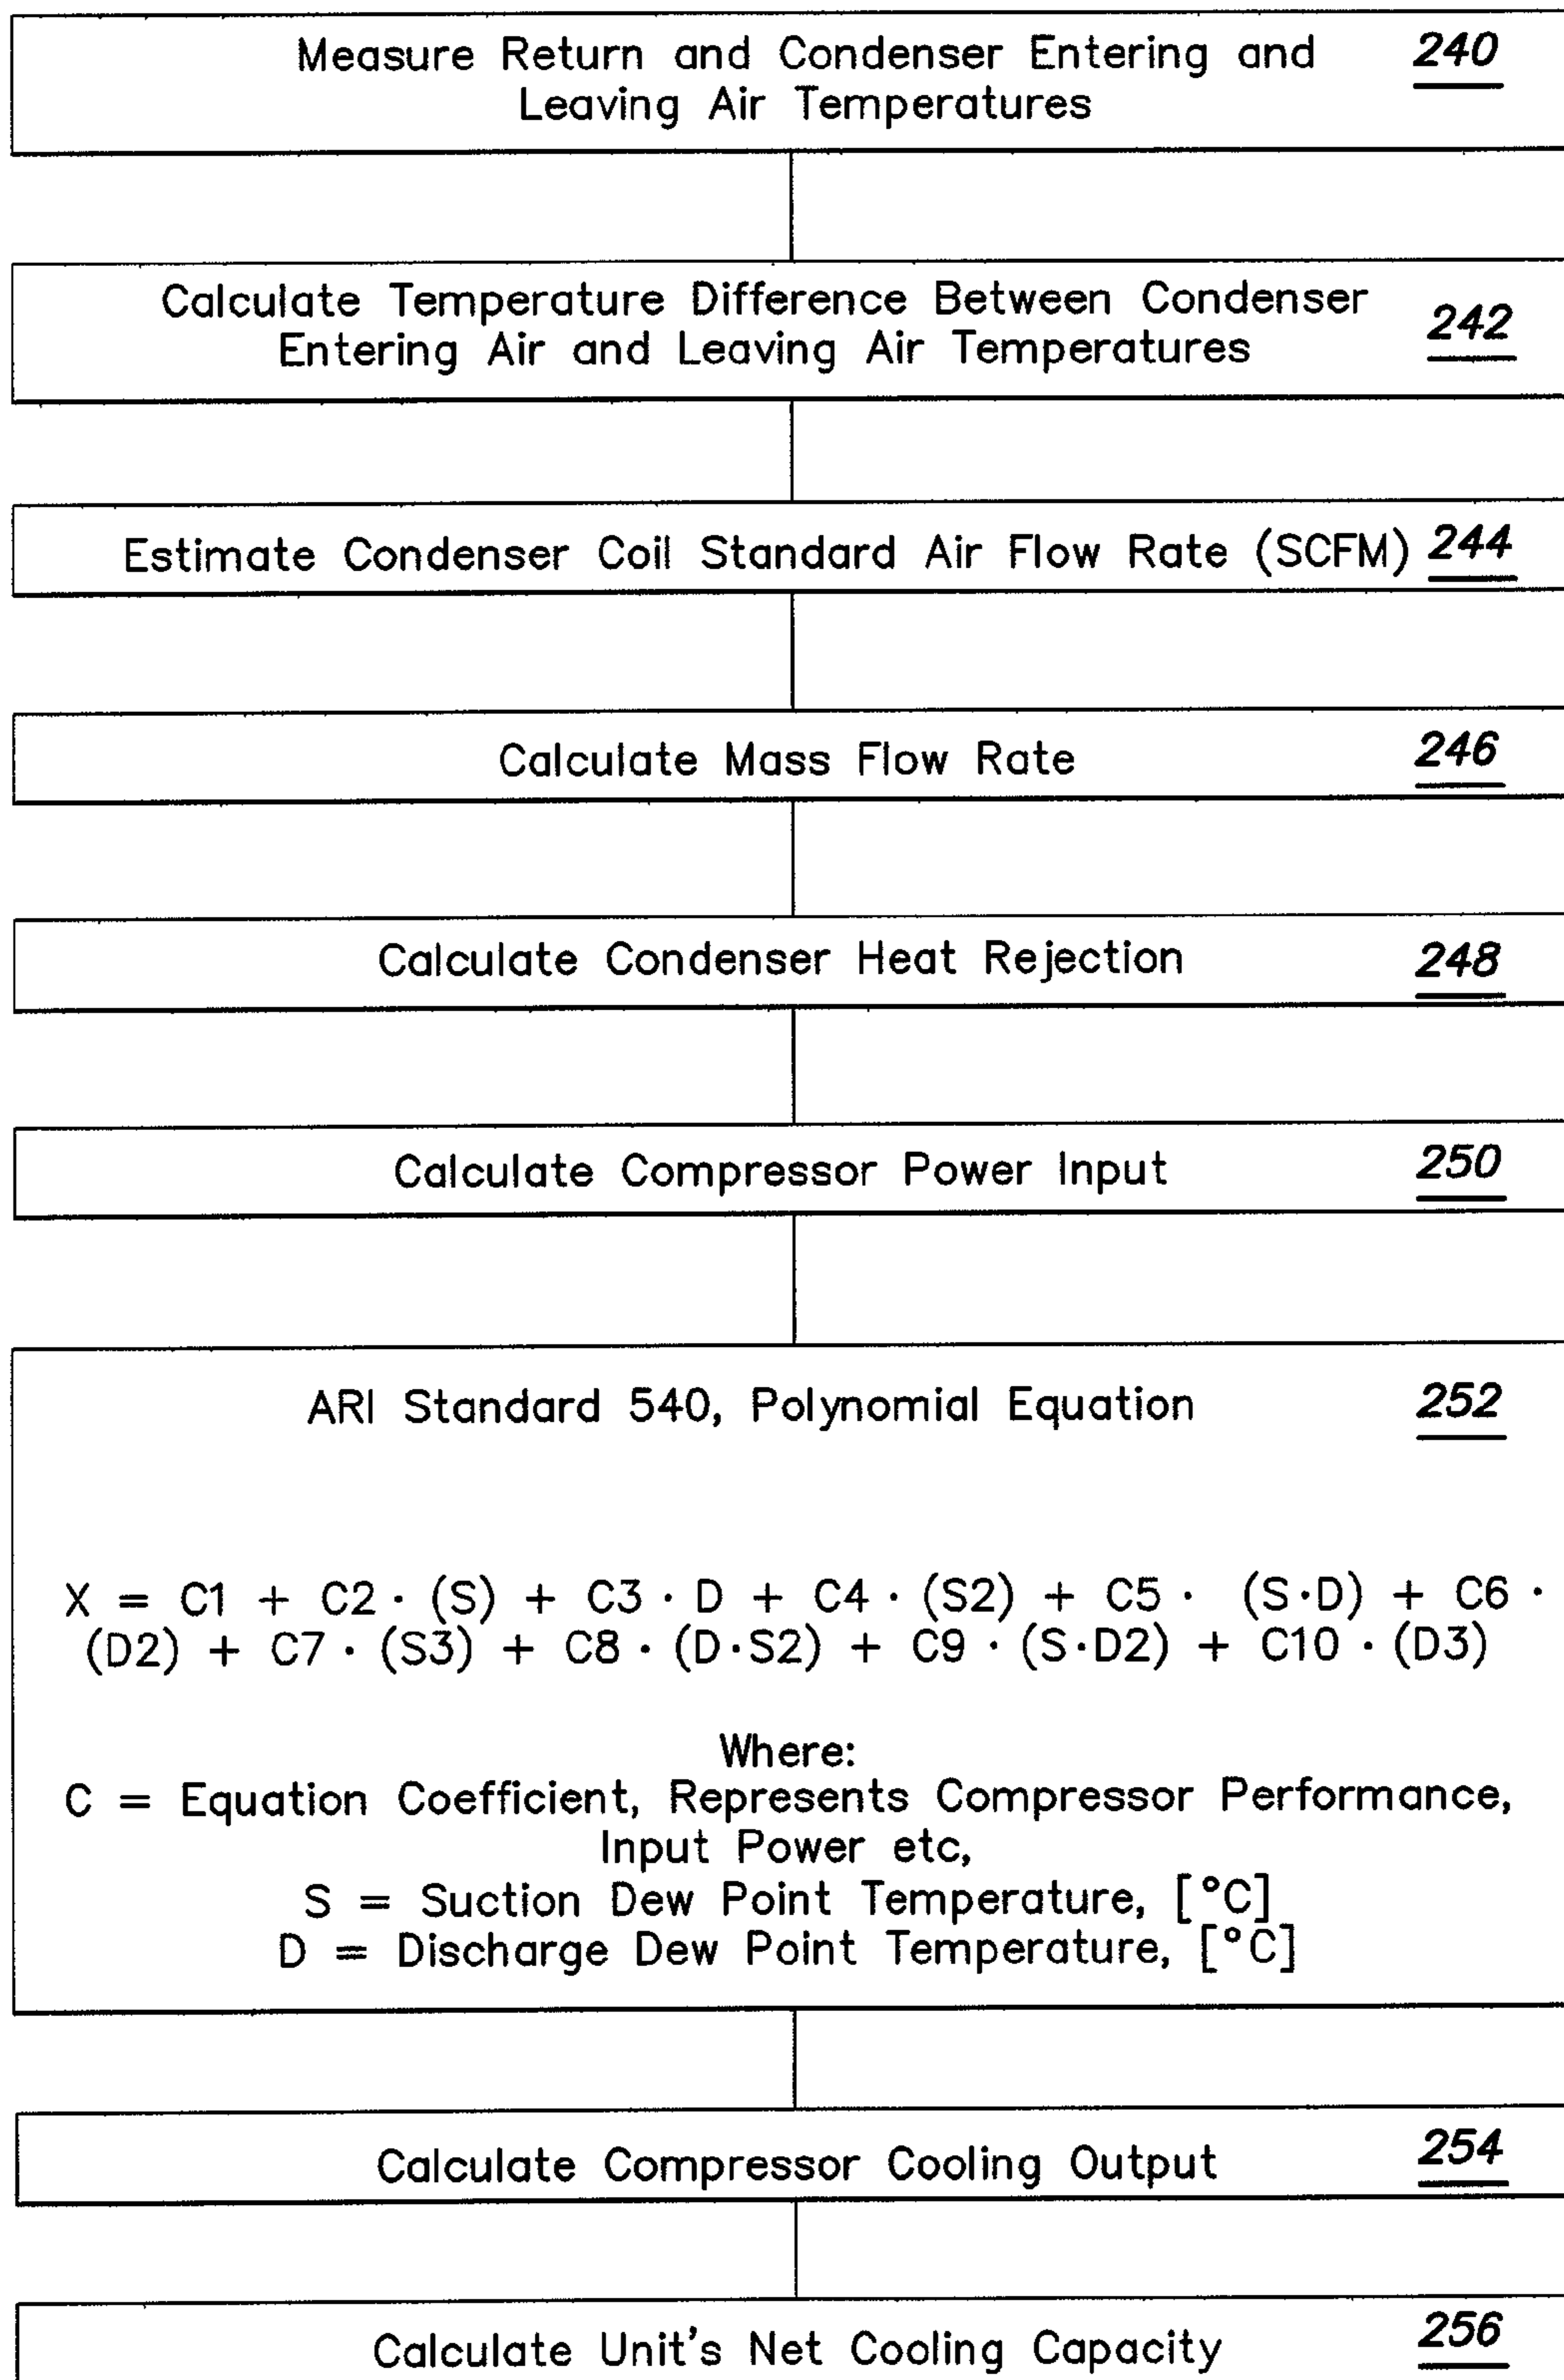 Measure Return and Condenser Entering and 240
Leaving Air Temperatures
Calculate Temperature Difference Between Condenser 242
Entering Air and Leaving Air Temperatures
Estimate Condenser Coil Standard Air Flow Rate (SCFM) 244
Calculate Mass Flow Rate 246
Calculate Condenser Heat Rejection 248
Calculate Compressor Power Input 250
ARI Standard 540, Polynomial Equation 252
X = C1 + C2 · (S) + C3 · D + C4 · (S2) + C5 · (S·D) + C6 ·
(D2) + C7 · (S3) + C8 · (D·S2) + C9 · (S·D2) + C10 · (D3)
Where:
C = Equation Coefficient, Represents Compressor Performance,
Input Power etc,
S = Suction Dew Point Temperature, [°C]
D = Discharge Dew Point Temperature, [°C]
Calculate Compressor Cooling Output 254
Calculate Unit's Net Cooling Capacity 256